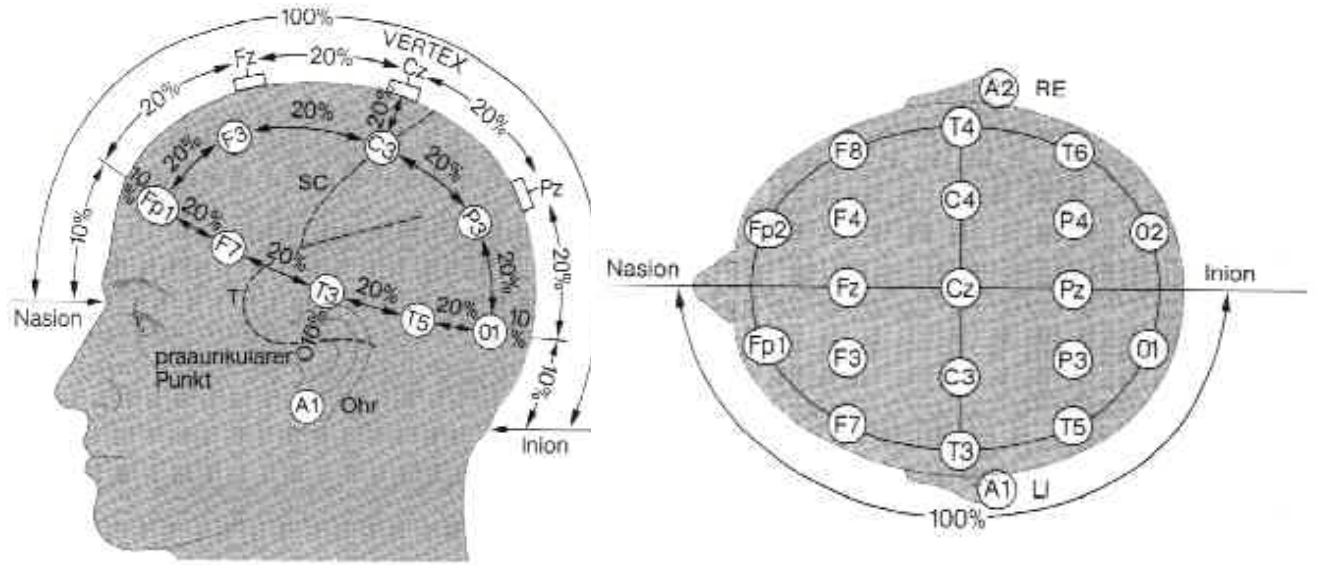 100%
VERTEX
Fz
20%
Cz
20%
20%
20%
F3
20%
C3
20%
20%
10%
10%
Fp1
20%
SC
20%
Pz
P3
F7
20%
20%
20%
T
T3
20%
T5
20%
O1
10%
10%
Nasion
präaurikulärer
Punkt
A1
Ohr
10%
Inion
A2 RE
T4
F8
T6
C4
F4
P4
Fp2
O2
Nasion
Fz
Cz
Pz
Inion
Fp1
O1
F3
P3
C3
F7
T5
T3
A1 LI
100%